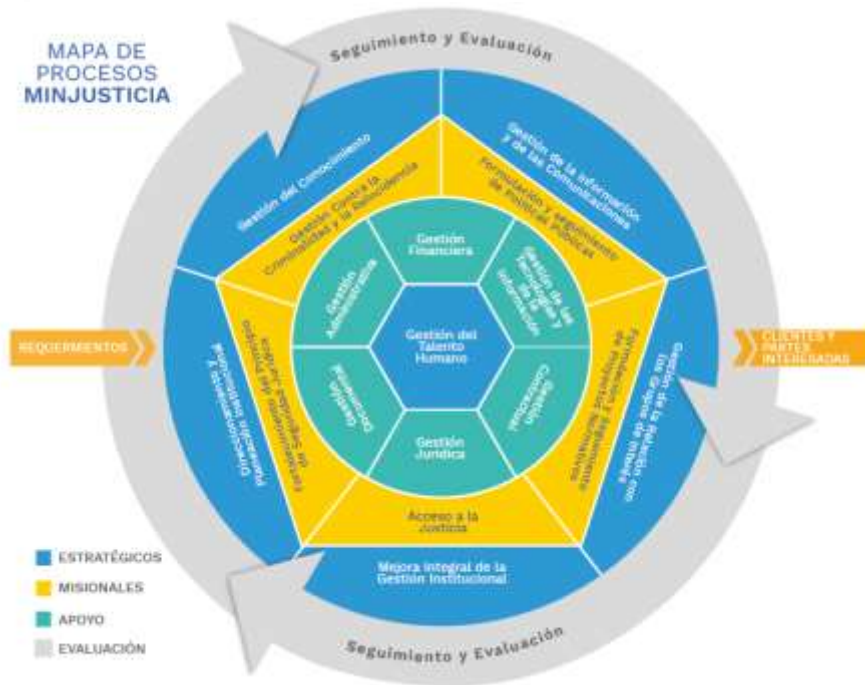 MAPA DE
PROCESOS
MINJUSTICIA
Seguimiento y Evaluación
Gestión del Conocimiento
Gestión de la Información
y de las Comunicaciones
Gestión Contra la
Criminalidad y la Reincidencia
Formulación y seguimiento
de Políticas Públicas
Gestión
Financiera
Gestión
Administrativa
Gestión de las
Tecnologías y
de la
información
REQUERMIENTOS
Direccionamiento y
Planeación Institucional
Fortalecimiento del Principio
de Seguridad Jurídica
Gestión del
Talento
Humano
Formulación y Seguimiento
de Proyectos Normativos
Gestión de la Relación con
los Grupos de Interés
CLIENTES Y
PARTES
INTERESADAS
Gestión
Documental
Gestión
Contractual
Gestión
Jurídica
Acceso a la
Justicia
Mejora Integral de la
Gestión Institucional
Seguimiento y Evaluación
ESTRATÉGICOS
MISIONALES
APOYO
EVALUACIÓN